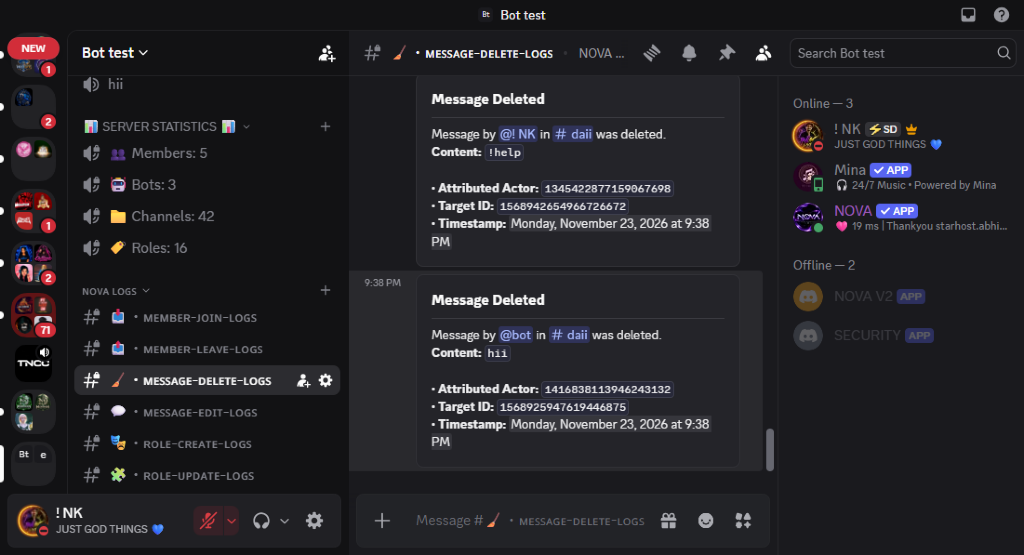 Bt Bot test
NEW
1
2
1
2
71
TNCC
Bt e
Bot test
hii
SERVER STATISTICS
Members: 5
Bots: 3
Channels: 42
Roles: 16
NOVA LOGS
• MEMBER-JOIN-LOGS
• MEMBER-LEAVE-LOGS
• MESSAGE-DELETE-LOGS
• MESSAGE-EDIT-LOGS
• ROLE-CREATE-LOGS
• ROLE-UPDATE-LOGS
! NK
JUST GOD THINGS 💙
• MESSAGE-DELETE-LOGS • NOVA ...
Message Deleted
Message by @! NK in # daii was deleted.
Content: !help
• Attributed Actor: 1345422877159067698
• Target ID: 1568942654966726672
• Timestamp: Monday, November 23, 2026 at 9:38
PM
9:38 PM
Message Deleted
Message by @bot in # daii was deleted.
Content: hii
• Attributed Actor: 1416838113946243132
• Target ID: 1568925947619446875
• Timestamp: Monday, November 23, 2026 at 9:38
PM
Message # • MESSAGE-DELETE-LOGS
Search Bot test
Online — 3
! NK ⚡SD
JUST GOD THINGS 💙
Mina ✓ APP
🎧 24/7 Music • Powered by Mina
NOVA ✓ APP
💗 19 ms | Thankyou starhost.abhi...
Offline — 2
NOVA V2 APP
SECURITY APP